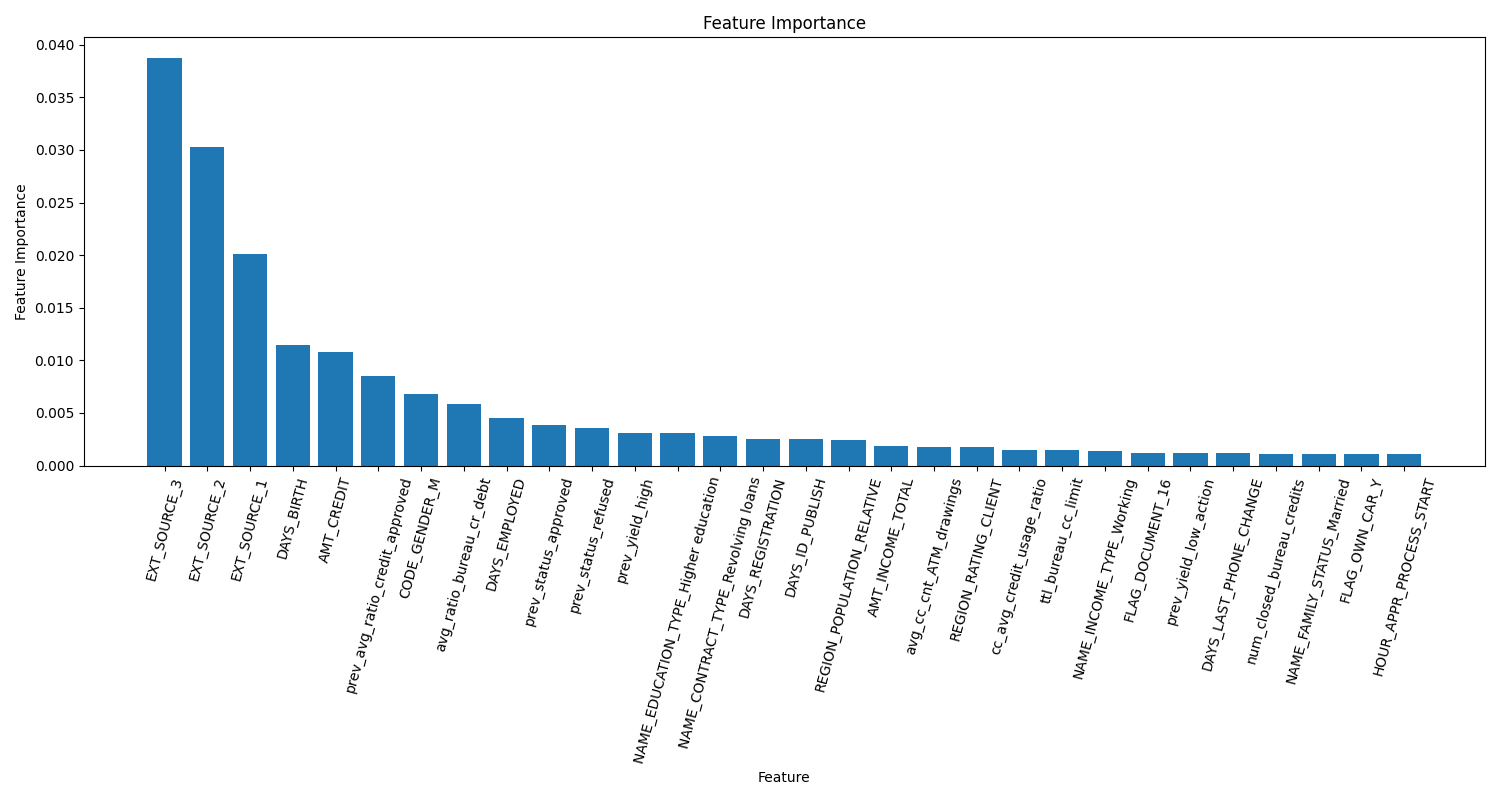 Feature Importance
Feature Importance
0.040
0.035
0.030
0.025
0.020
0.015
0.010
0.005
0.000
EXT_SOURCE_3
EXT_SOURCE_2
EXT_SOURCE_1
DAYS_BIRTH
AMT_CREDIT
prev_avg_ratio_credit_approved
CODE_GENDER_M
avg_ratio_bureau_cr_debt
DAYS_EMPLOYED
prev_status_approved
prev_status_refused
prev_yield_high
NAME_EDUCATION_TYPE_Higher education
NAME_CONTRACT_TYPE_Revolving loans
DAYS_REGISTRATION
DAYS_ID_PUBLISH
REGION_POPULATION_RELATIVE
AMT_INCOME_TOTAL
avg_cc_cnt_ATM_drawings
REGION_RATING_CLIENT
cc_avg_credit_usage_ratio
ttl_bureau_cc_limit
NAME_INCOME_TYPE_Working
FLAG_DOCUMENT_16
prev_yield_low_action
DAYS_LAST_PHONE_CHANGE
num_closed_bureau_credits
NAME_FAMILY_STATUS_Married
FLAG_OWN_CAR_Y
HOUR_APPR_PROCESS_START
Feature